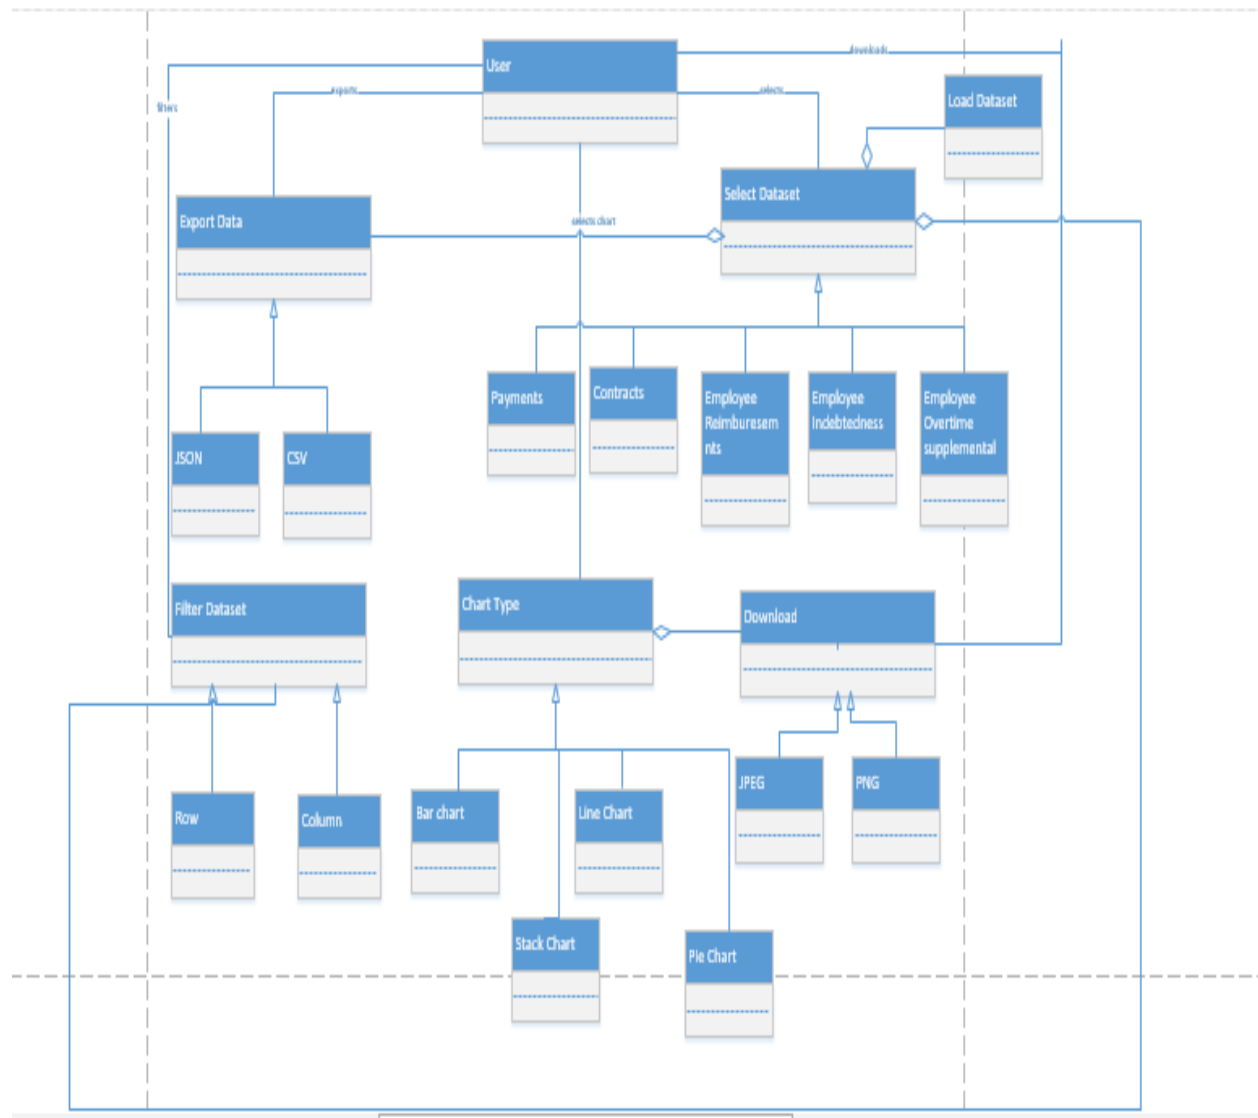 User
downloads
filters
exports
selects
Load Dataset
Select Dataset
Export Data
selects chart
Payments
Contracts
Employee
Reimburesem
nts
Employee
Indebtedness
Employee
Overtime
supplemental
JSON
CSV
Filter Dataset
Chart Type
Download
JPEG
PNG
Row
Column
Bar chart
Line Chart
Stack Chart
Pie Chart